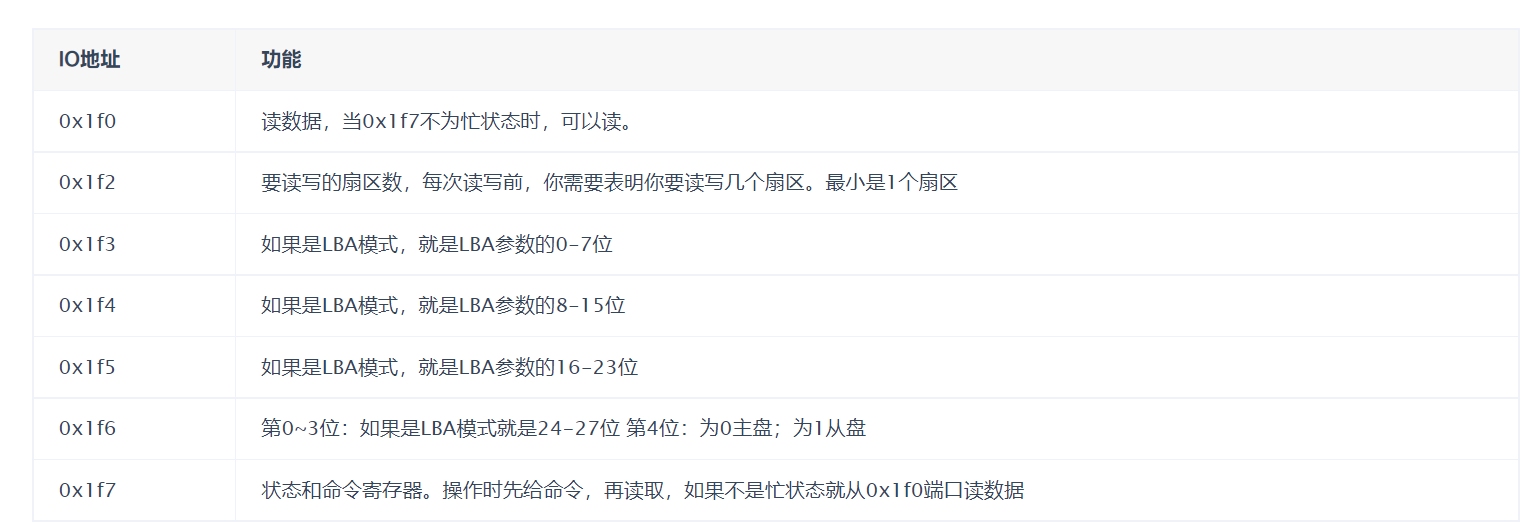 IO地址 功能
0x1f0 读数据，当0x1f7不为忙状态时，可以读。
0x1f2 要读写的扇区数，每次读写前，你需要表明你要读写几个扇区。最小是1个扇区
0x1f3 如果是LBA模式，就是LBA参数的0-7位
0x1f4 如果是LBA模式，就是LBA参数的8-15位
0x1f5 如果是LBA模式，就是LBA参数的16-23位
0x1f6 第0~3位：如果是LBA模式就是24-27位 第4位：为0主盘；为1从盘
0x1f7 状态和命令寄存器。操作时先给命令，再读取，如果不是忙状态就从0x1f0端口读数据